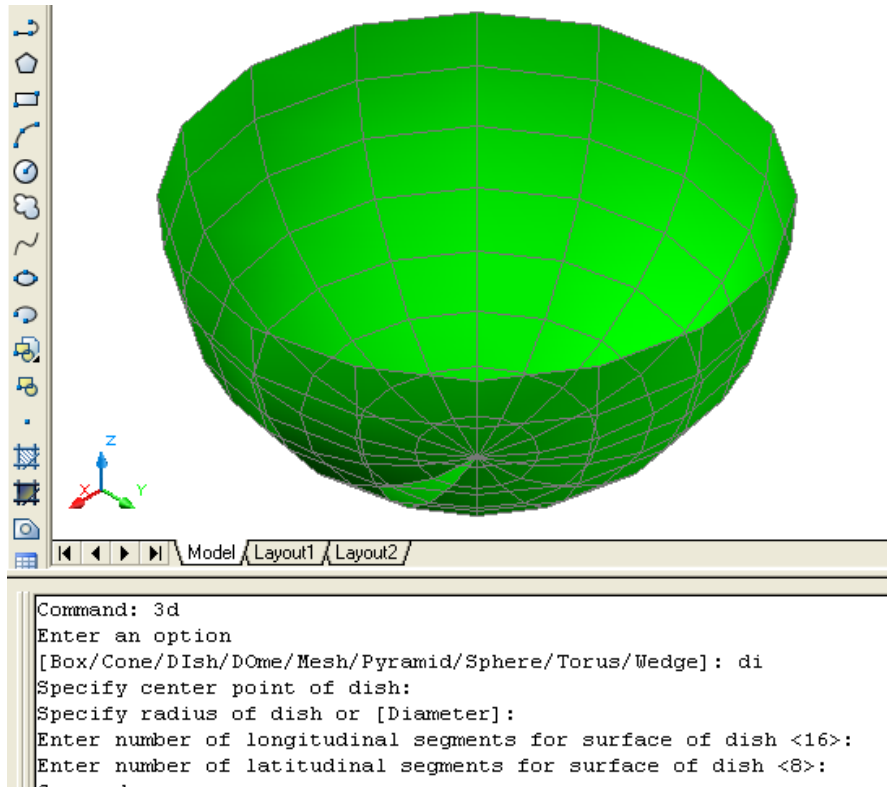 Z
X
Y
Model Layout1 Layout2
Command: 3d
Enter an option
[Box/Cone/DIsh/DOme/Mesh/Pyramid/Sphere/Torus/Wedge]: di
Specify center point of dish:
Specify radius of dish or [Diameter]:
Enter number of longitudinal segments for surface of dish <16>:
Enter number of latitudinal segments for surface of dish <8>: